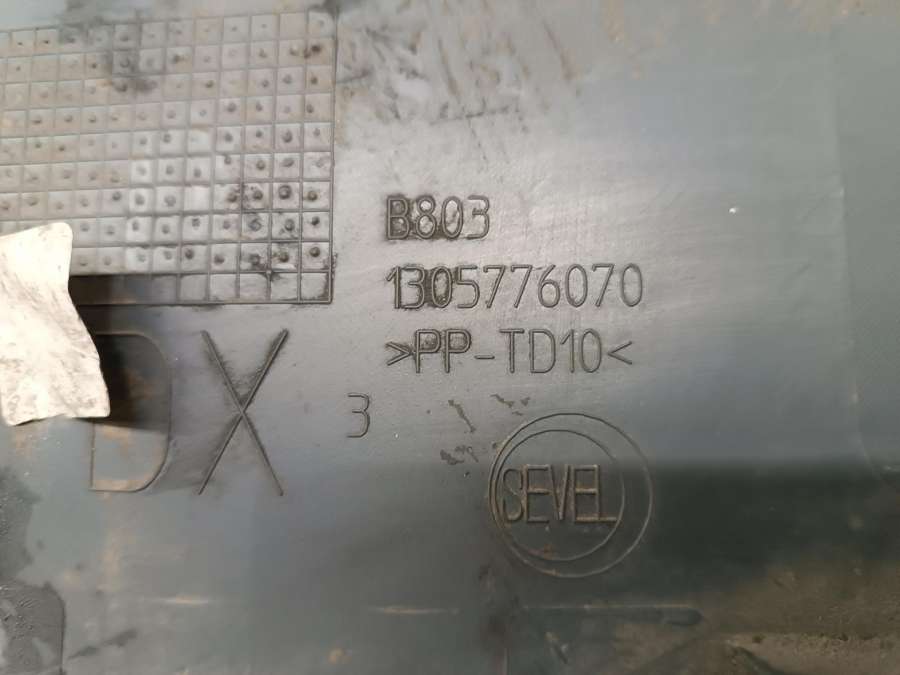 B803
1305776070
>PP-TD10<
DX
3
SEVEL